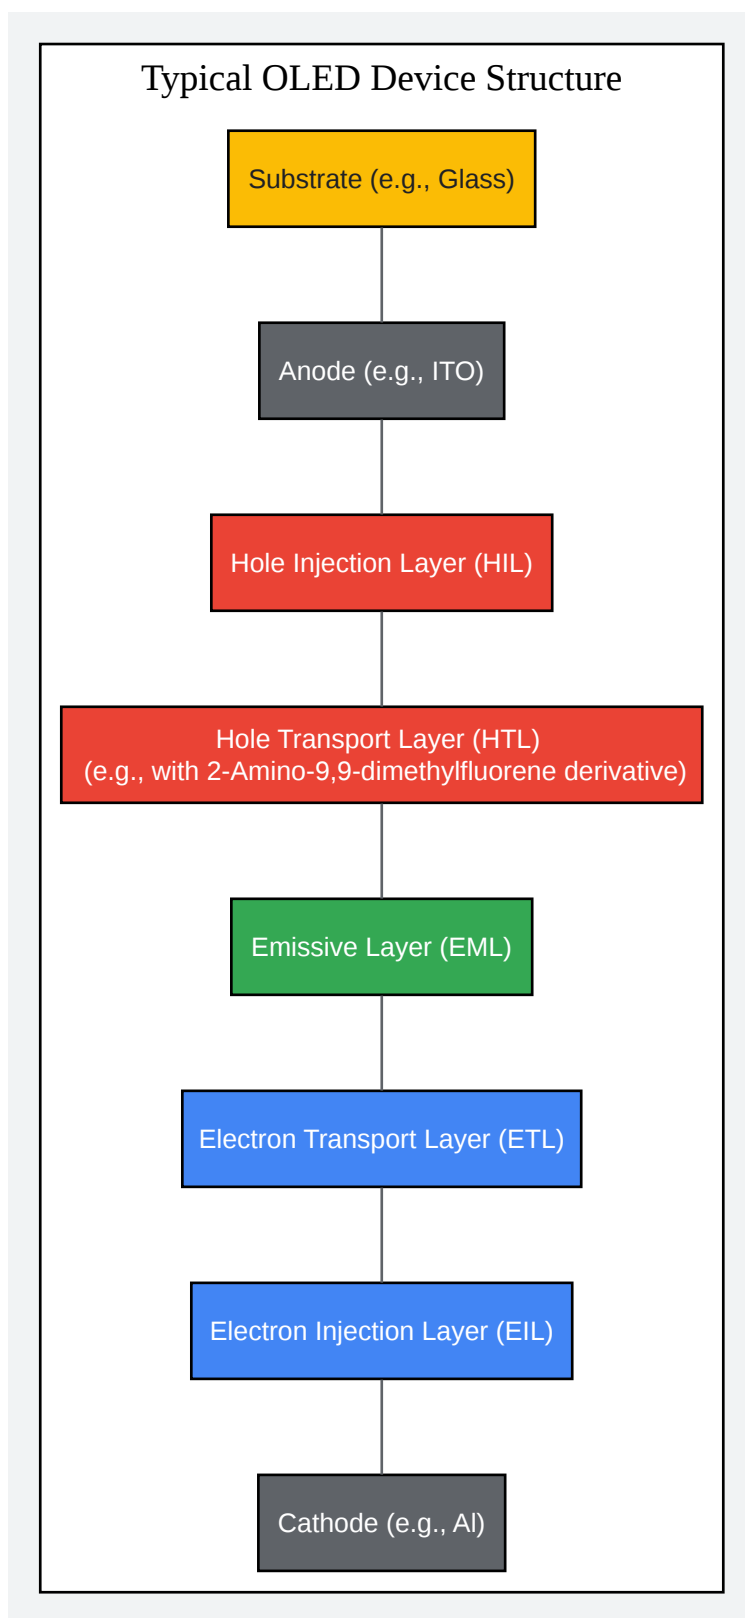 Typical OLED Device Structure
Substrate (e.g., Glass)
Anode (e.g., ITO)
Hole Injection Layer (HIL)
Hole Transport Layer (HTL)
(e.g., with 2-Amino-9,9-dimethylfluorene derivative)
Emissive Layer (EML)
Electron Transport Layer (ETL)
Electron Injection Layer (EIL)
Cathode (e.g., Al)